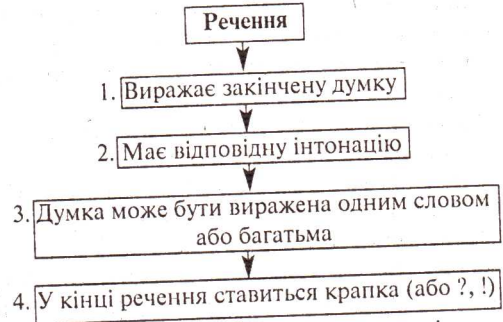 Речення
1. Виражає закінчену думку
2. Має відповідну інтонацію
3. Думка може бути виражена одним словом
або багатьма
4. У кінці речення ставиться крапка (або ?, !)